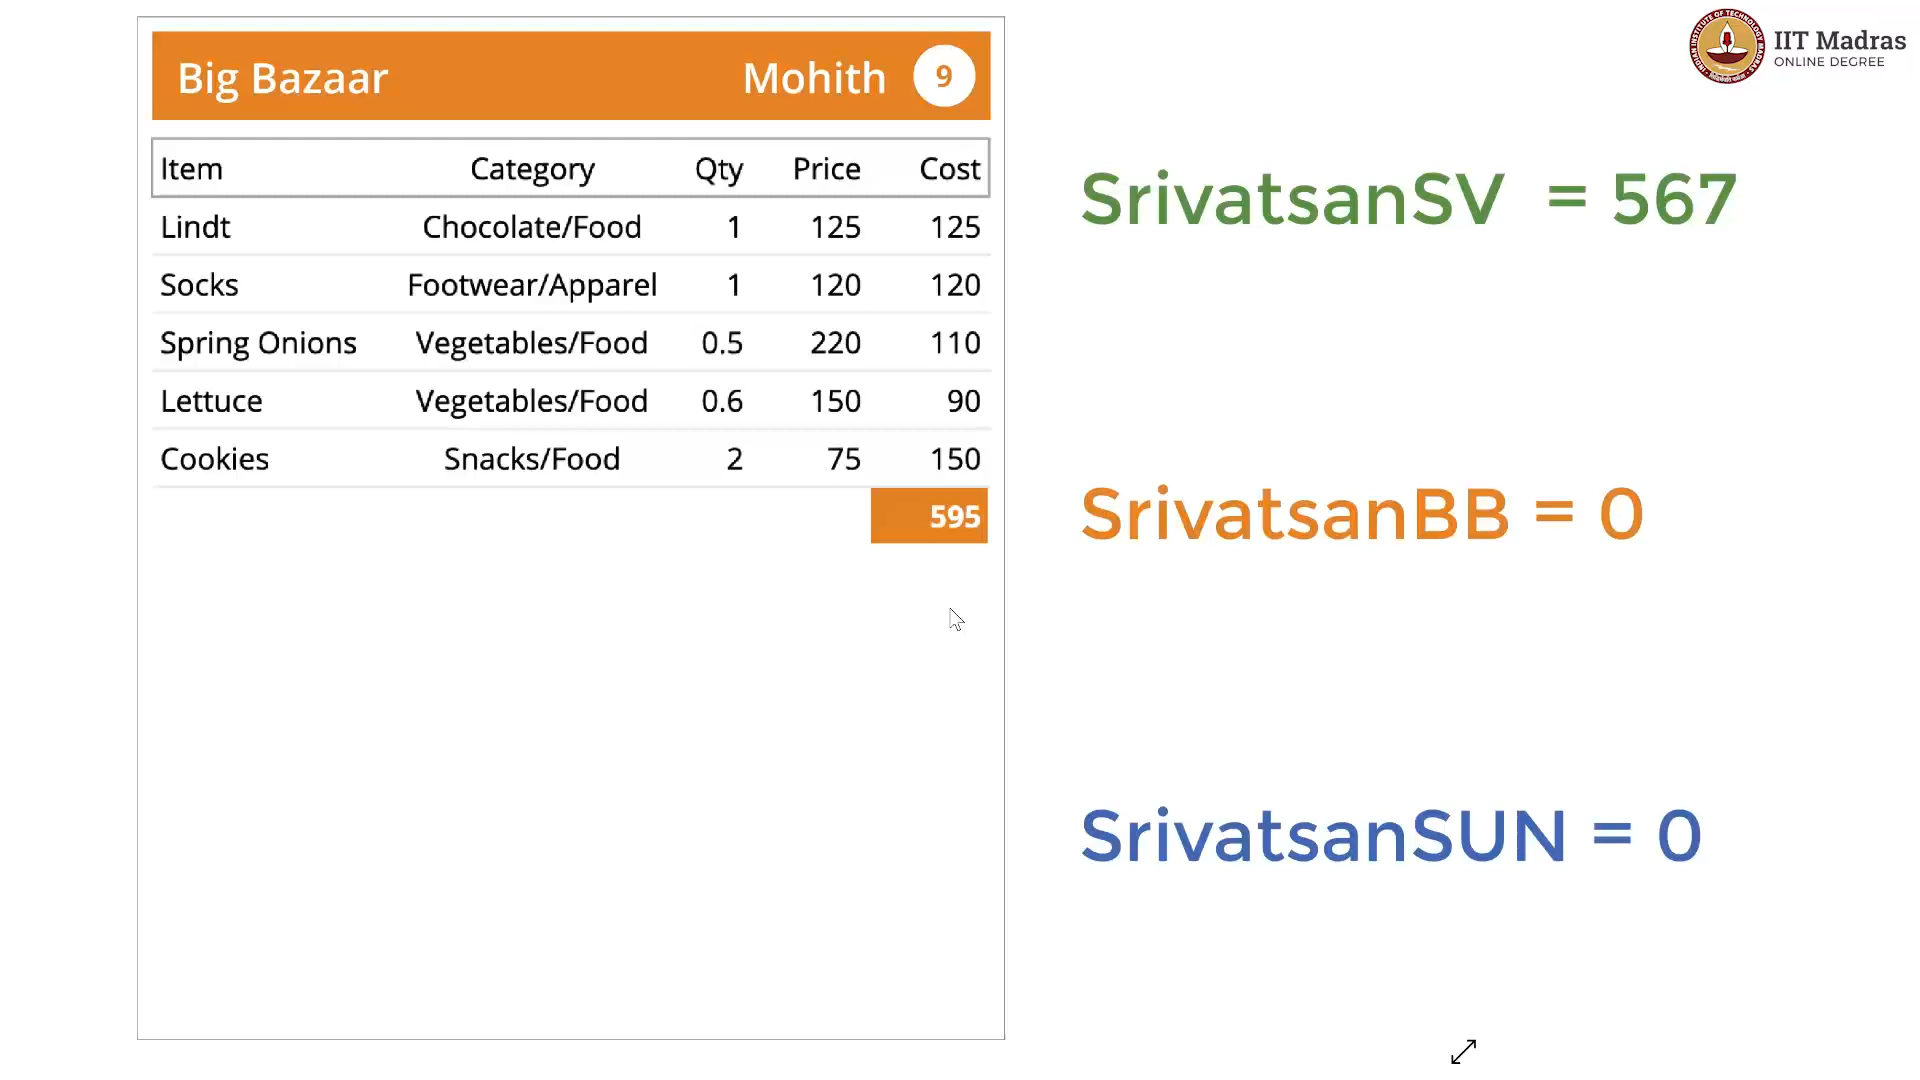 Big Bazaar Mohith 9
Item Category Qty Price Cost
Lindt Chocolate/Food 1 125 125
Socks Footwear/Apparel 1 120 120
Spring Onions Vegetables/Food 0.5 220 110
Lettuce Vegetables/Food 0.6 150 90
Cookies Snacks/Food 2 75 150
595
IIT Madras
ONLINE DEGREE
SrivatsanSV = 567
SrivatsanBB = 0
SrivatsanSUN = 0